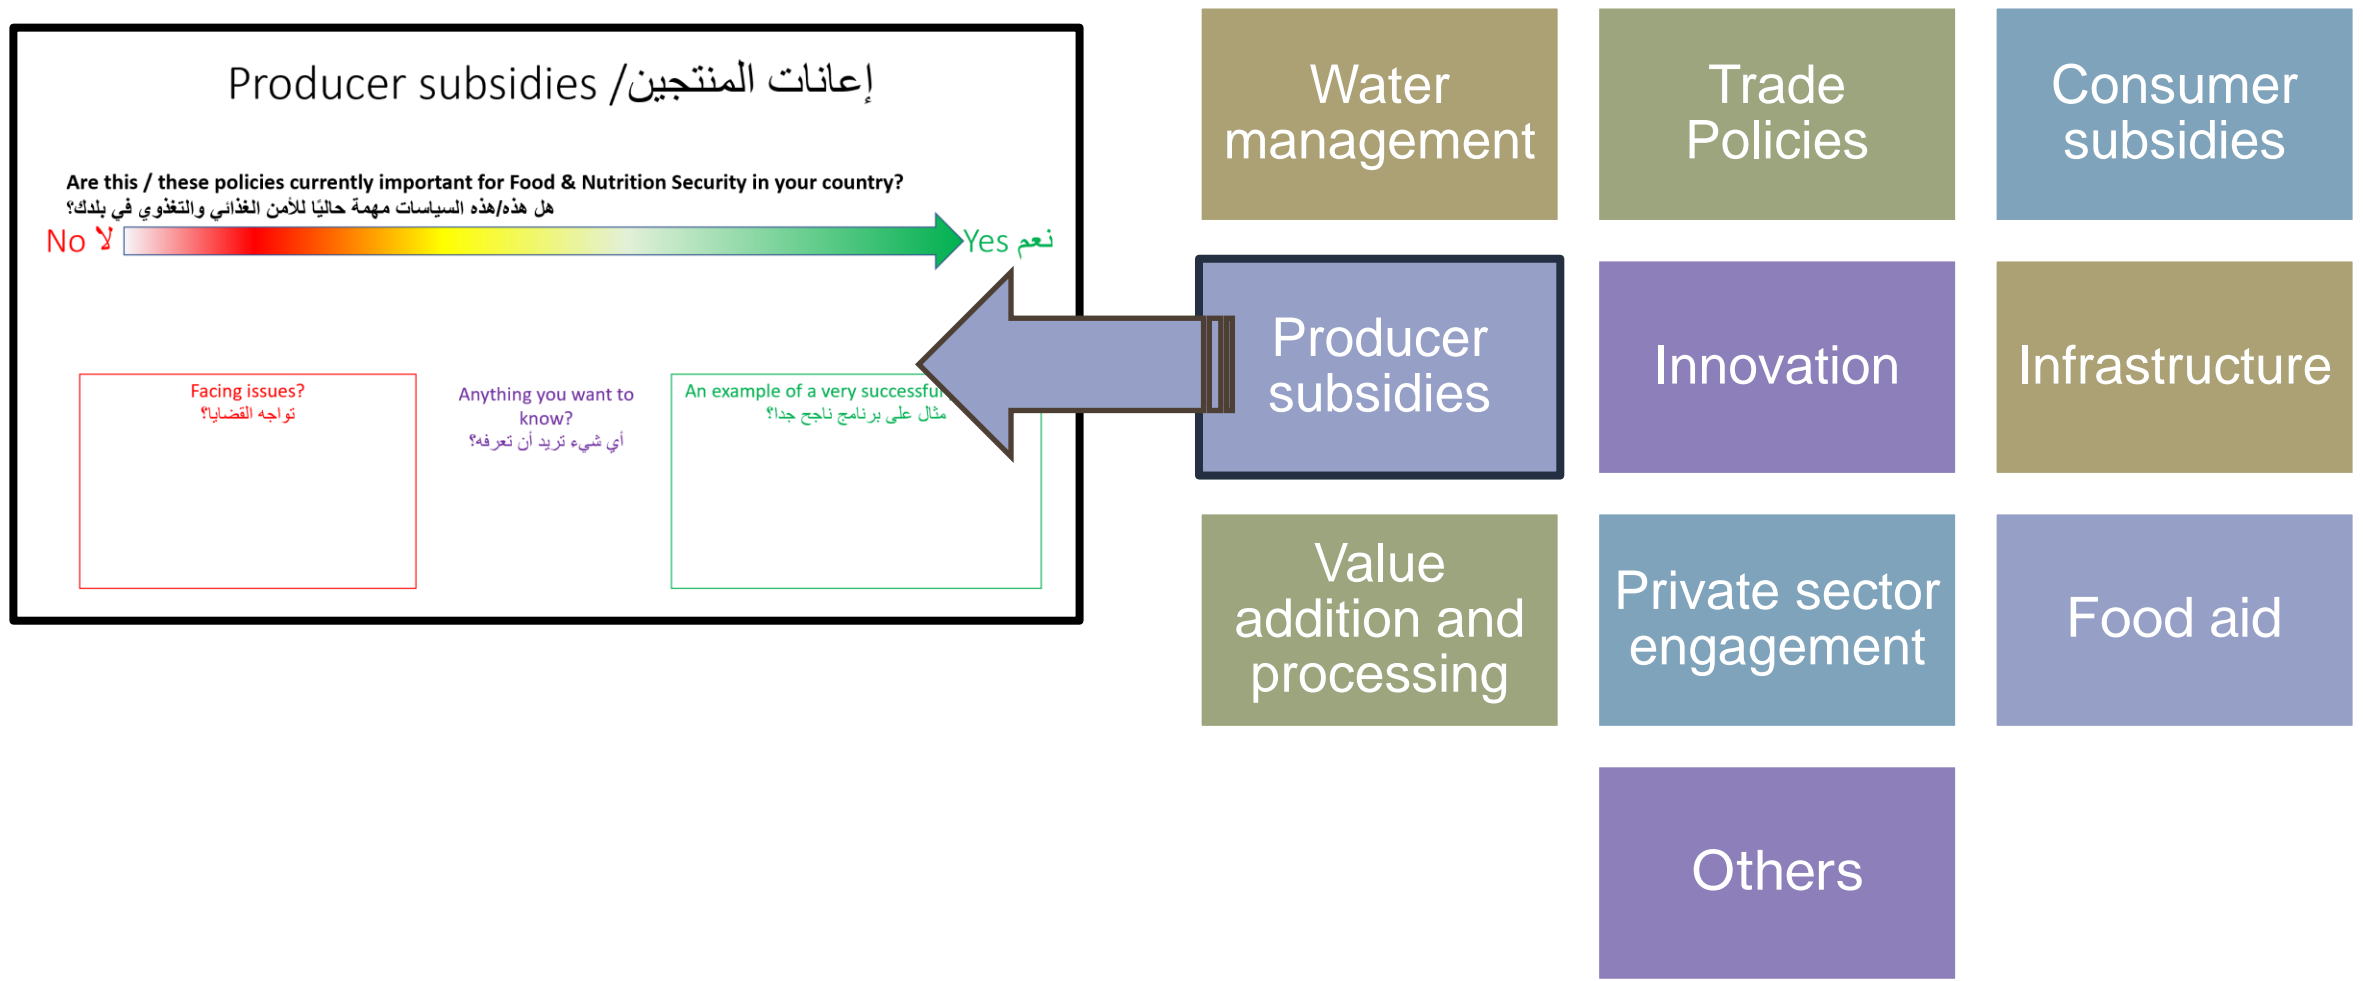 Producer subsidies /إعانات المنتجين
Are this / these policies currently important for Food & Nutrition Security in your country?
هل هذه/هذه السياسات مهمة حاليًا للأمن الغذائي والتغذوي في بلدك؟
No لا
Yes نعم
Facing issues?
تواجه القضايا؟
Anything you want to
know?
أي شيء تريد أن تعرفه؟
An example of a very successful
مثال على برنامج ناجح جدا؟
Water
management
Trade
Policies
Consumer
subsidies
Producer
subsidies
Innovation
Infrastructure
Value
addition and
processing
Private sector
engagement
Food aid
Others